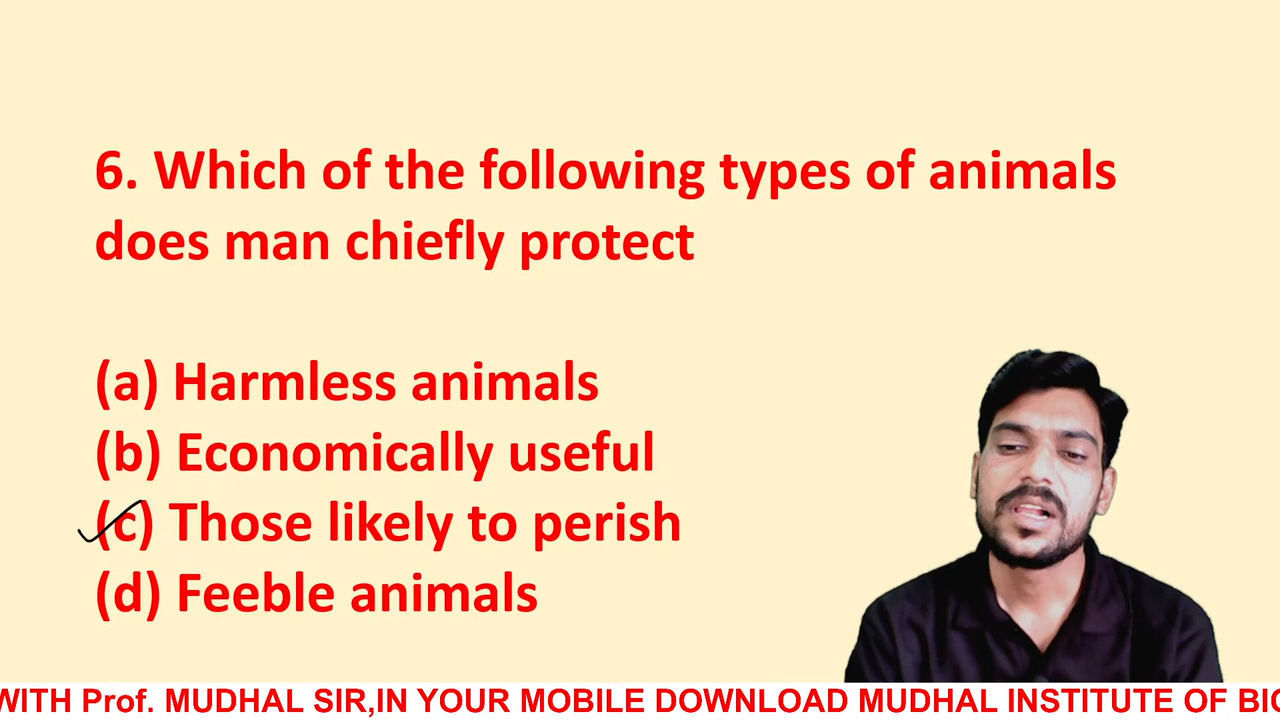 6. Which of the following types of animals
does man chiefly protect
(a) Harmless animals
(b) Economically useful
(c) Those likely to perish
(d) Feeble animals
WITH Prof. MUDHAL SIR,IN YOUR MOBILE DOWNLOAD MUDHAL INSTITUTE OF